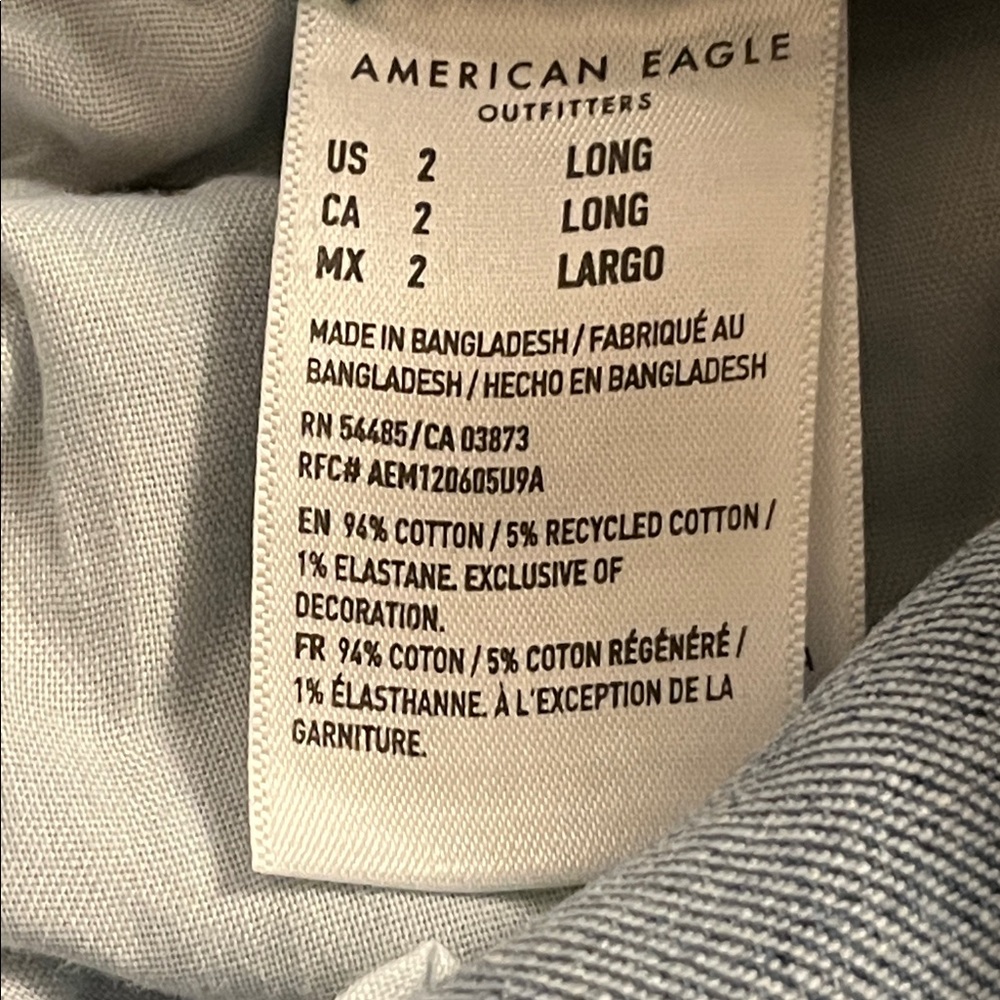 AMERICAN EAGLE
OUTFITTERS
US 2 LONG
CA 2 LONG
MX 2 LARGO
MADE IN BANGLADESH / FABRIQUÉ AU
BANGLADESH / HECHO EN BANGLADESH
RN 54485/CA 03873
RFC# AEM120605U9A
EN 94% COTTON / 5% RECYCLED COTTON /
1% ELASTANE. EXCLUSIVE OF
DECORATION.
FR 94% COTON / 5% COTON RÉGÉNÉRÉ /
1% ÉLASTHANNE. À L'EXCEPTION DE LA
GARNITURE.